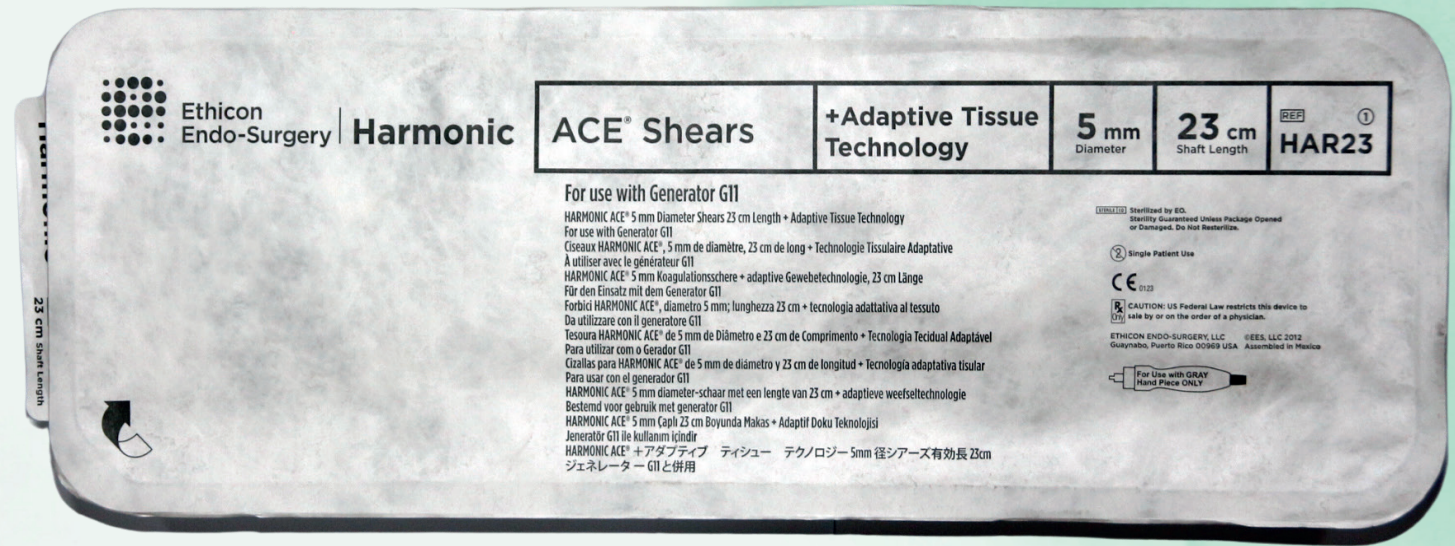 Ethicon
Endo-Surgery
Harmonic
ACE® Shears
+Adaptive Tissue
Technology
5 mm
Diameter
23 cm
Shaft Length
REF 1
HAR23
For use with Generator G11
HARMONIC ACE® 5 mm Diameter Shears 23 cm Length + Adaptive Tissue Technology
For use with Generator G11
Ciseaux HARMONIC ACE®, 5 mm de diamètre, 23 cm de long + Technologie Tissulaire Adaptative
À utiliser avec le générateur G11
HARMONIC ACE® 5 mm Koagulationsschere + adaptive Gewebetechnologie, 23 cm Länge
Für den Einsatz mit dem Generator G11
Forbici HARMONIC ACE®, diametro 5 mm; lunghezza 23 cm + tecnologia adattativa al tessuto
Da utilizzare con il generatore G11
Tesoura HARMONIC ACE® de 5 mm de Diâmetro e 23 cm de Comprimento + Tecnologia Tecidual Adaptável
Para utilizar com o Gerador G11
Cizallas para HARMONIC ACE® de 5 mm de diámetro y 23 cm de longitud + Tecnología adaptativa tisular
Para usar con el generador G11
HARMONIC ACE® 5 mm diameter-schaar met een lengte van 23 cm + adaptieve weefseltechnologie
Bestemd voor gebruik met generator G11
HARMONIC ACE® 5 mm Çaplı 23 cm Boyunda Makas + Adaptif Doku Teknolojisi
Jeneratör G11 ile kullanım içindir
HARMONIC ACE® +アダプティブ ティシュー テクノロジー 5mm 径シアーズ有効長 23cm
ジェネレーター G11 と併用
STERILE EO Sterilized by EO.
Sterility Guaranteed Unless Package Opened
or Damaged. Do Not Resterilize.
2 Single Patient Use
CE 0123
Rx Only
CAUTION: US Federal Law restricts this device to
sale by or on the order of a physician.
ETHICON ENDO-SURGERY, LLC ©EES, LLC 2012
Guaynabo, Puerto Rico 00969 USA Assembled in Mexico
For Use with GRAY
Hand Piece ONLY
23 cm Shaft Length